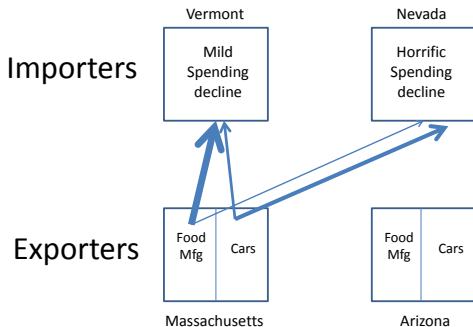 Vermont
Nevada
Importers
Mild
Spending
decline
Horrific
Spending
decline
Exporters
Food
Mfg
Cars
Food
Mfg
Cars
Massachusetts
Arizona